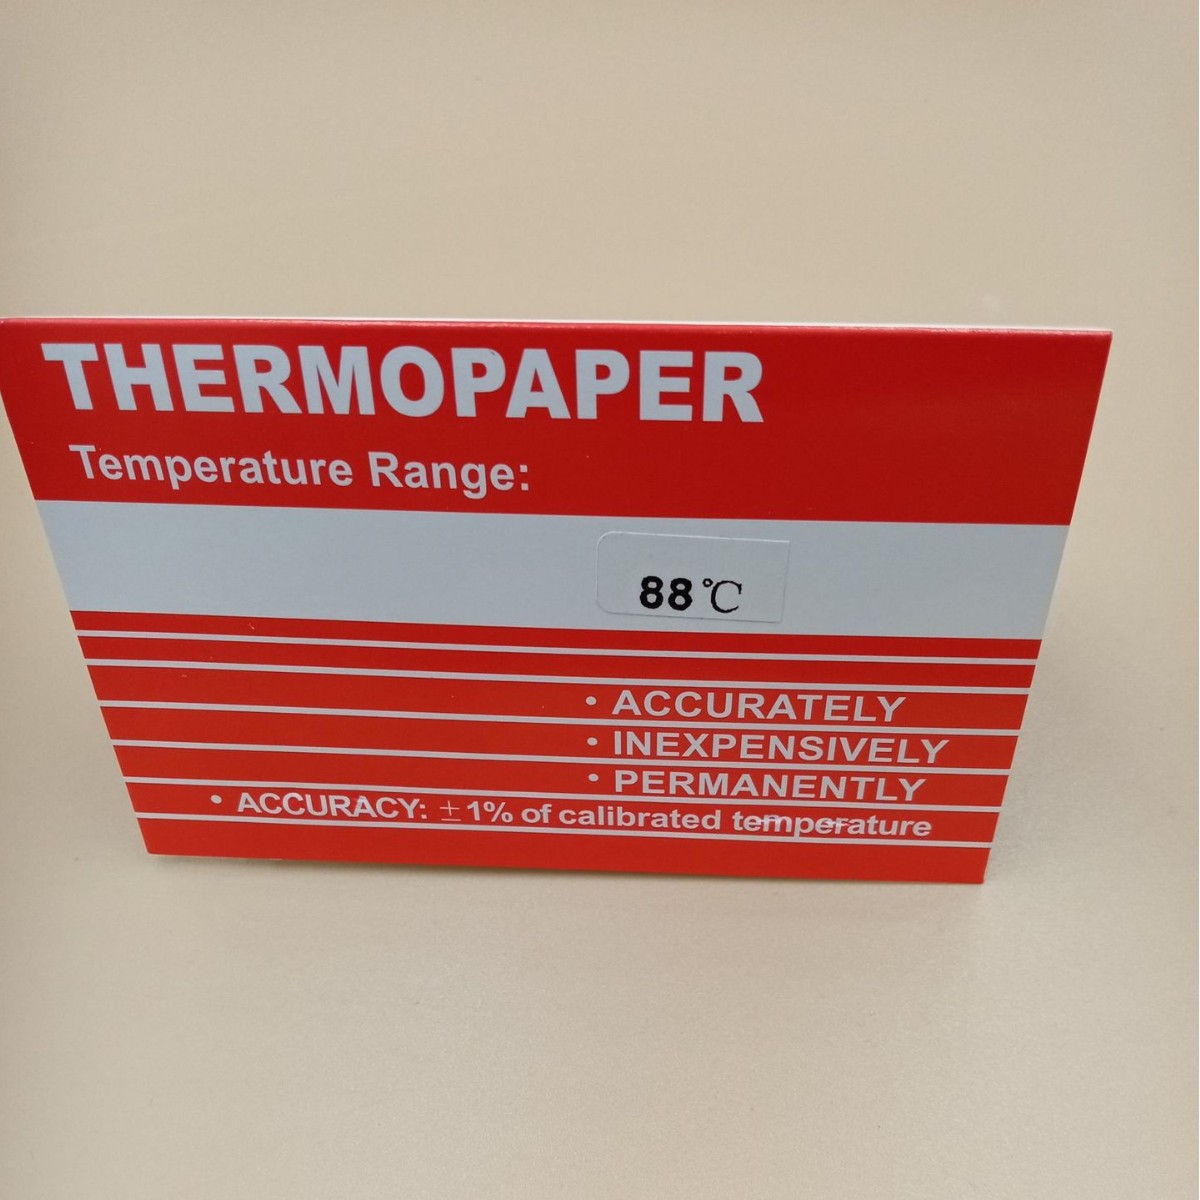 THERMOPAPER
Temperature Range:
88℃
• ACCURATELY
• INEXPENSIVELY
• PERMANENTLY
• ACCURACY: ±1% of calibrated temperature